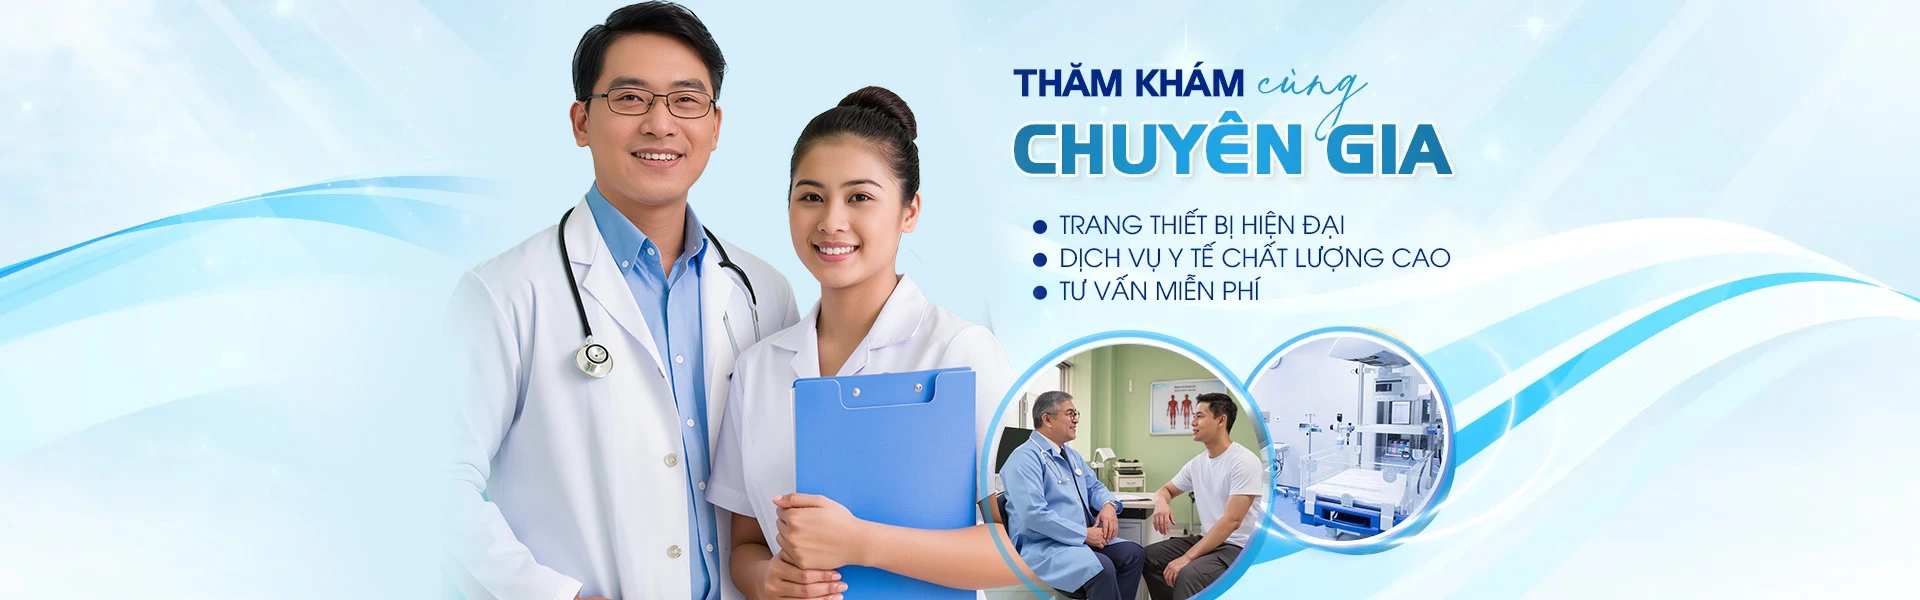 THĂM KHÁM cùng
CHUYÊN GIA
● TRANG THIẾT BỊ HIỆN ĐẠI
● DỊCH VỤ Y TẾ CHẤT LƯỢNG CAO
● TƯ VẤN MIỄN PHÍ